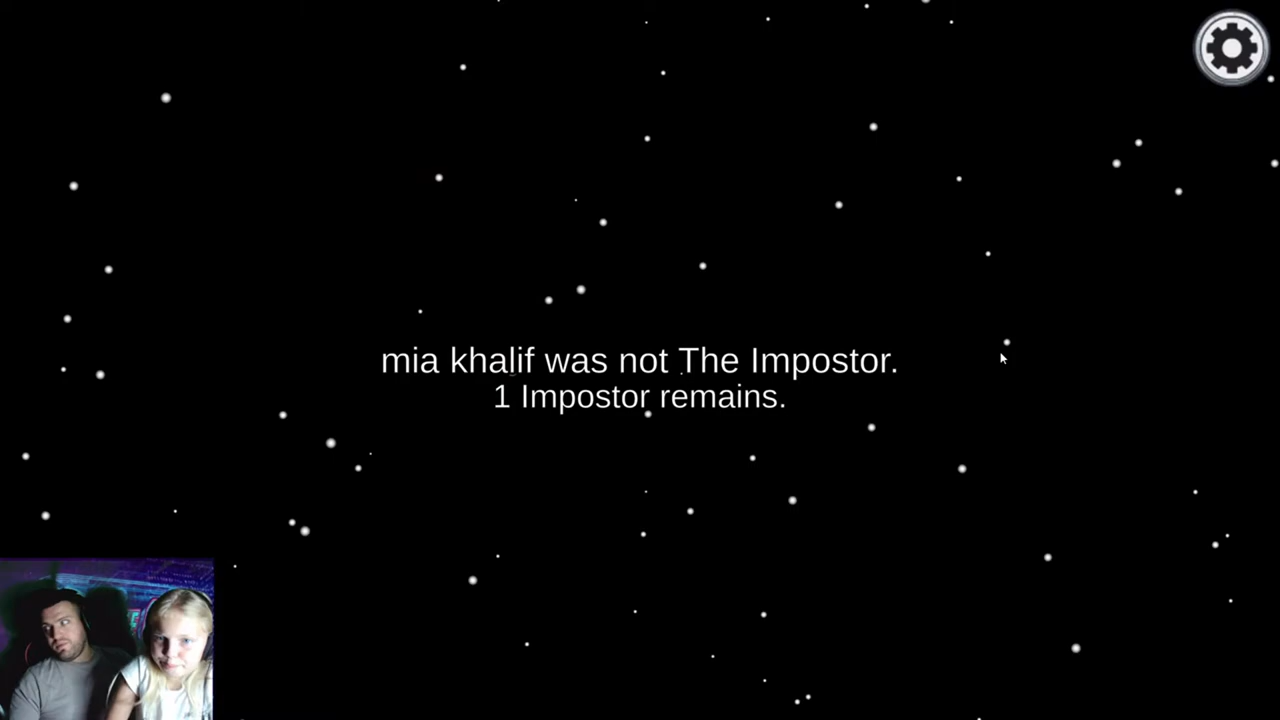 mia khalif was not The Impostor.
1 Impostor remains.